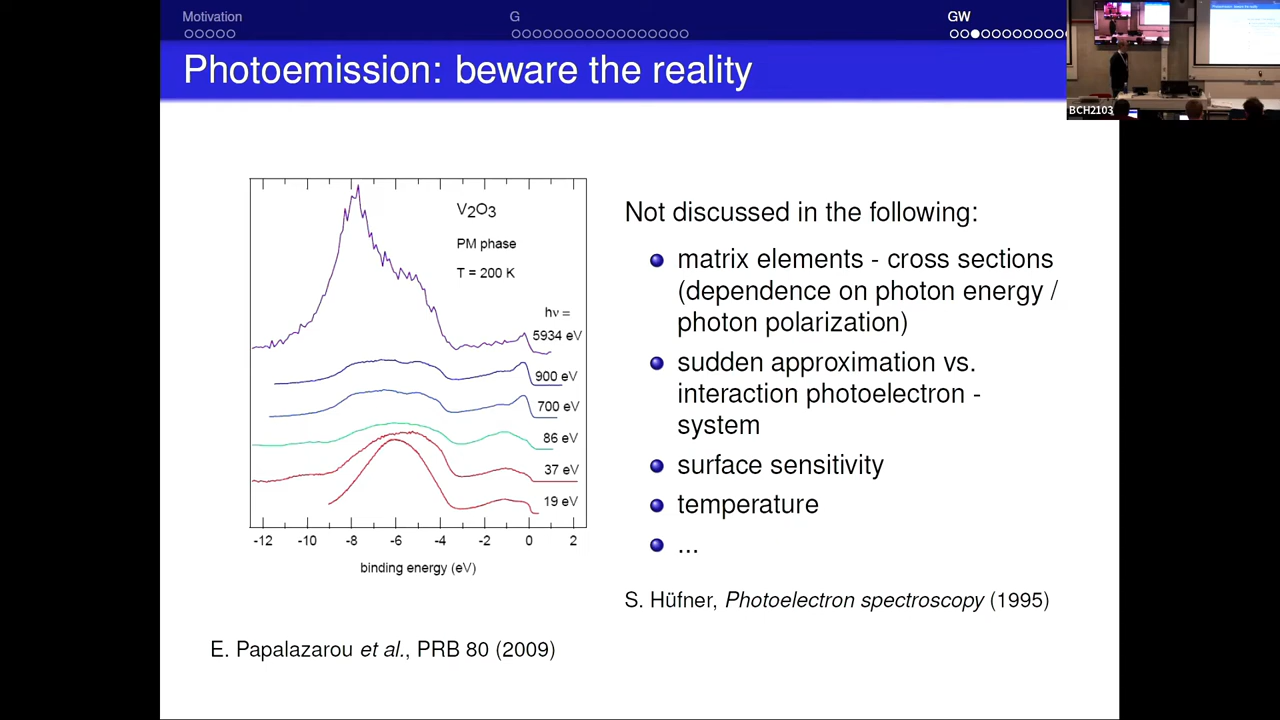 Motivation
G
GW
Photoemission: beware the reality
BCH2103
V2O3
PM phase
T = 200 K
hν =
5934 eV
900 eV
700 eV
86 eV
37 eV
19 eV
-12 -10 -8 -6 -4 -2 0 2
binding energy (eV)
E. Papalazarou et al., PRB 80 (2009)
Not discussed in the following:
matrix elements - cross sections
(dependence on photon energy /
photon polarization)
sudden approximation vs.
interaction photoelectron -
system
surface sensitivity
temperature
...
S. Hüfner, Photoelectron spectroscopy (1995)